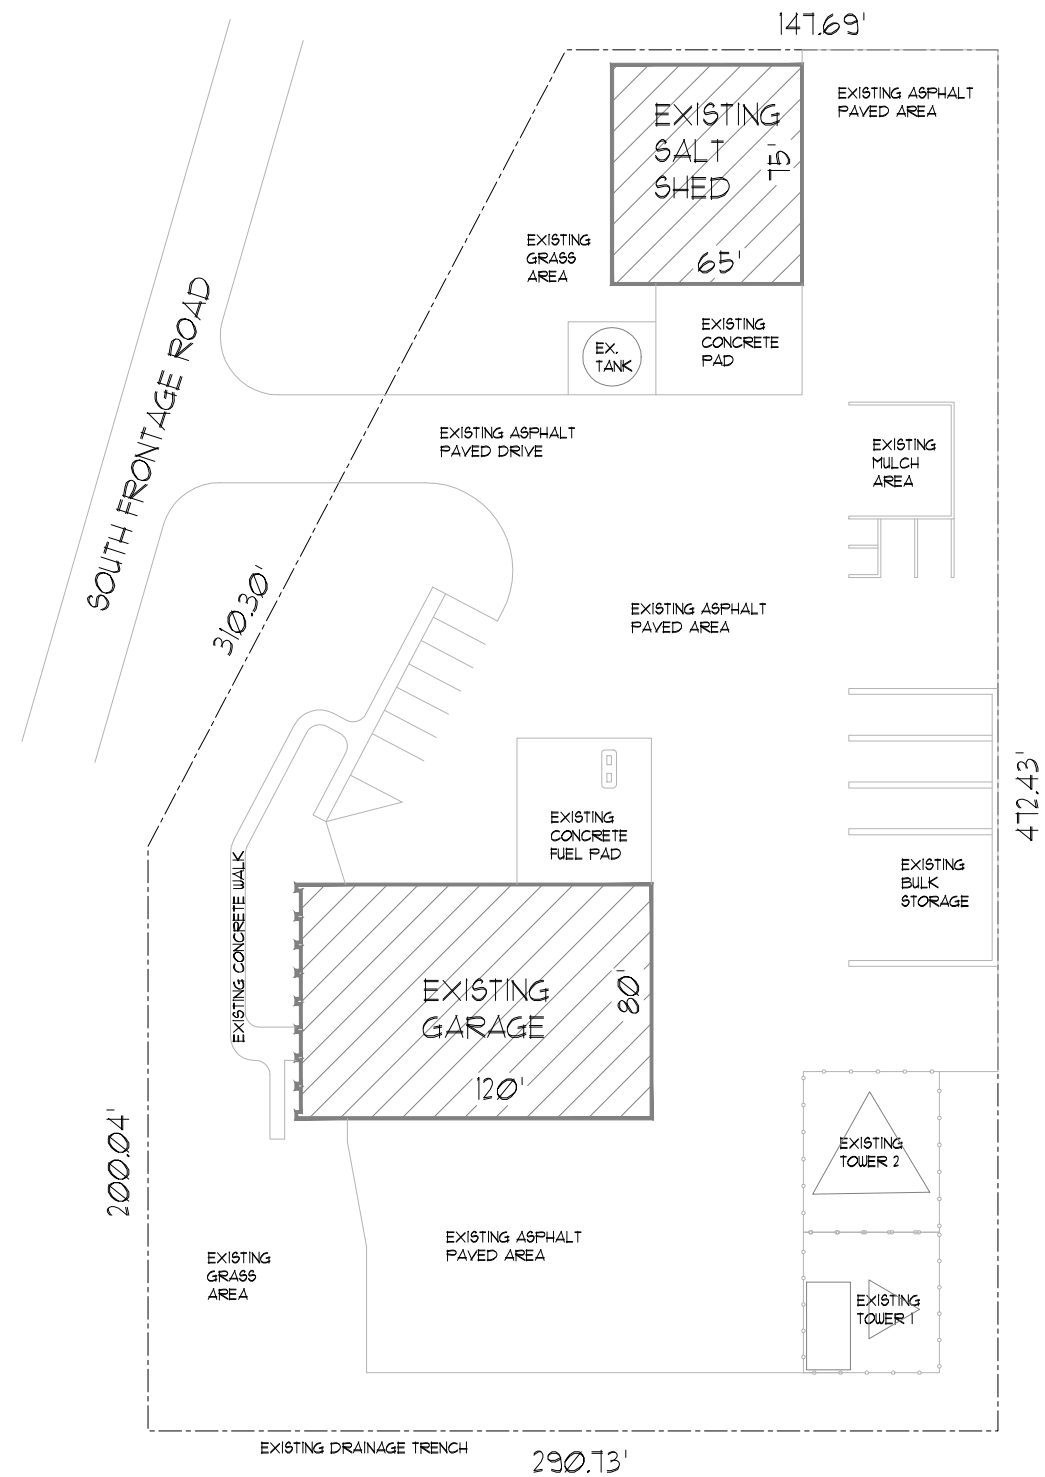 147.69'
EXISTING ASPHALT
PAVED AREA
EXISTING
SALT
SHED
75'
65'
EXISTING
GRASS
AREA
EXISTING
CONCRETE
PAD
EX.
TANK
SOUTH FRONTAGE ROAD
EXISTING ASPHALT
PAVED DRIVE
EXISTING
MULCH
AREA
310.30'
EXISTING ASPHALT
PAVED AREA
472.43'
EXISTING
CONCRETE
FUEL PAD
EXISTING
BULK
STORAGE
EXISTING CONCRETE WALK
EXISTING
GARAGE
80'
120'
200.04'
EXISTING
TOWER 2
EXISTING ASPHALT
PAVED AREA
EXISTING
GRASS
AREA
EXISTING
TOWER 1
EXISTING DRAINAGE TRENCH
290.73'